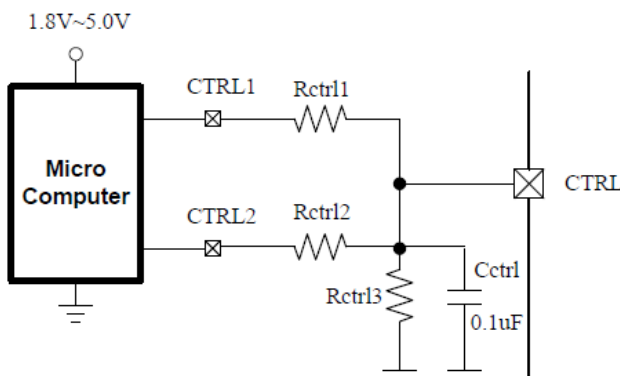 1.8V~5.0V
CTRL1
Rctrl1
Micro
Computer
CTRL
CTRL2
Rctrl2
Rctrl3
Cctrl
0.1uF